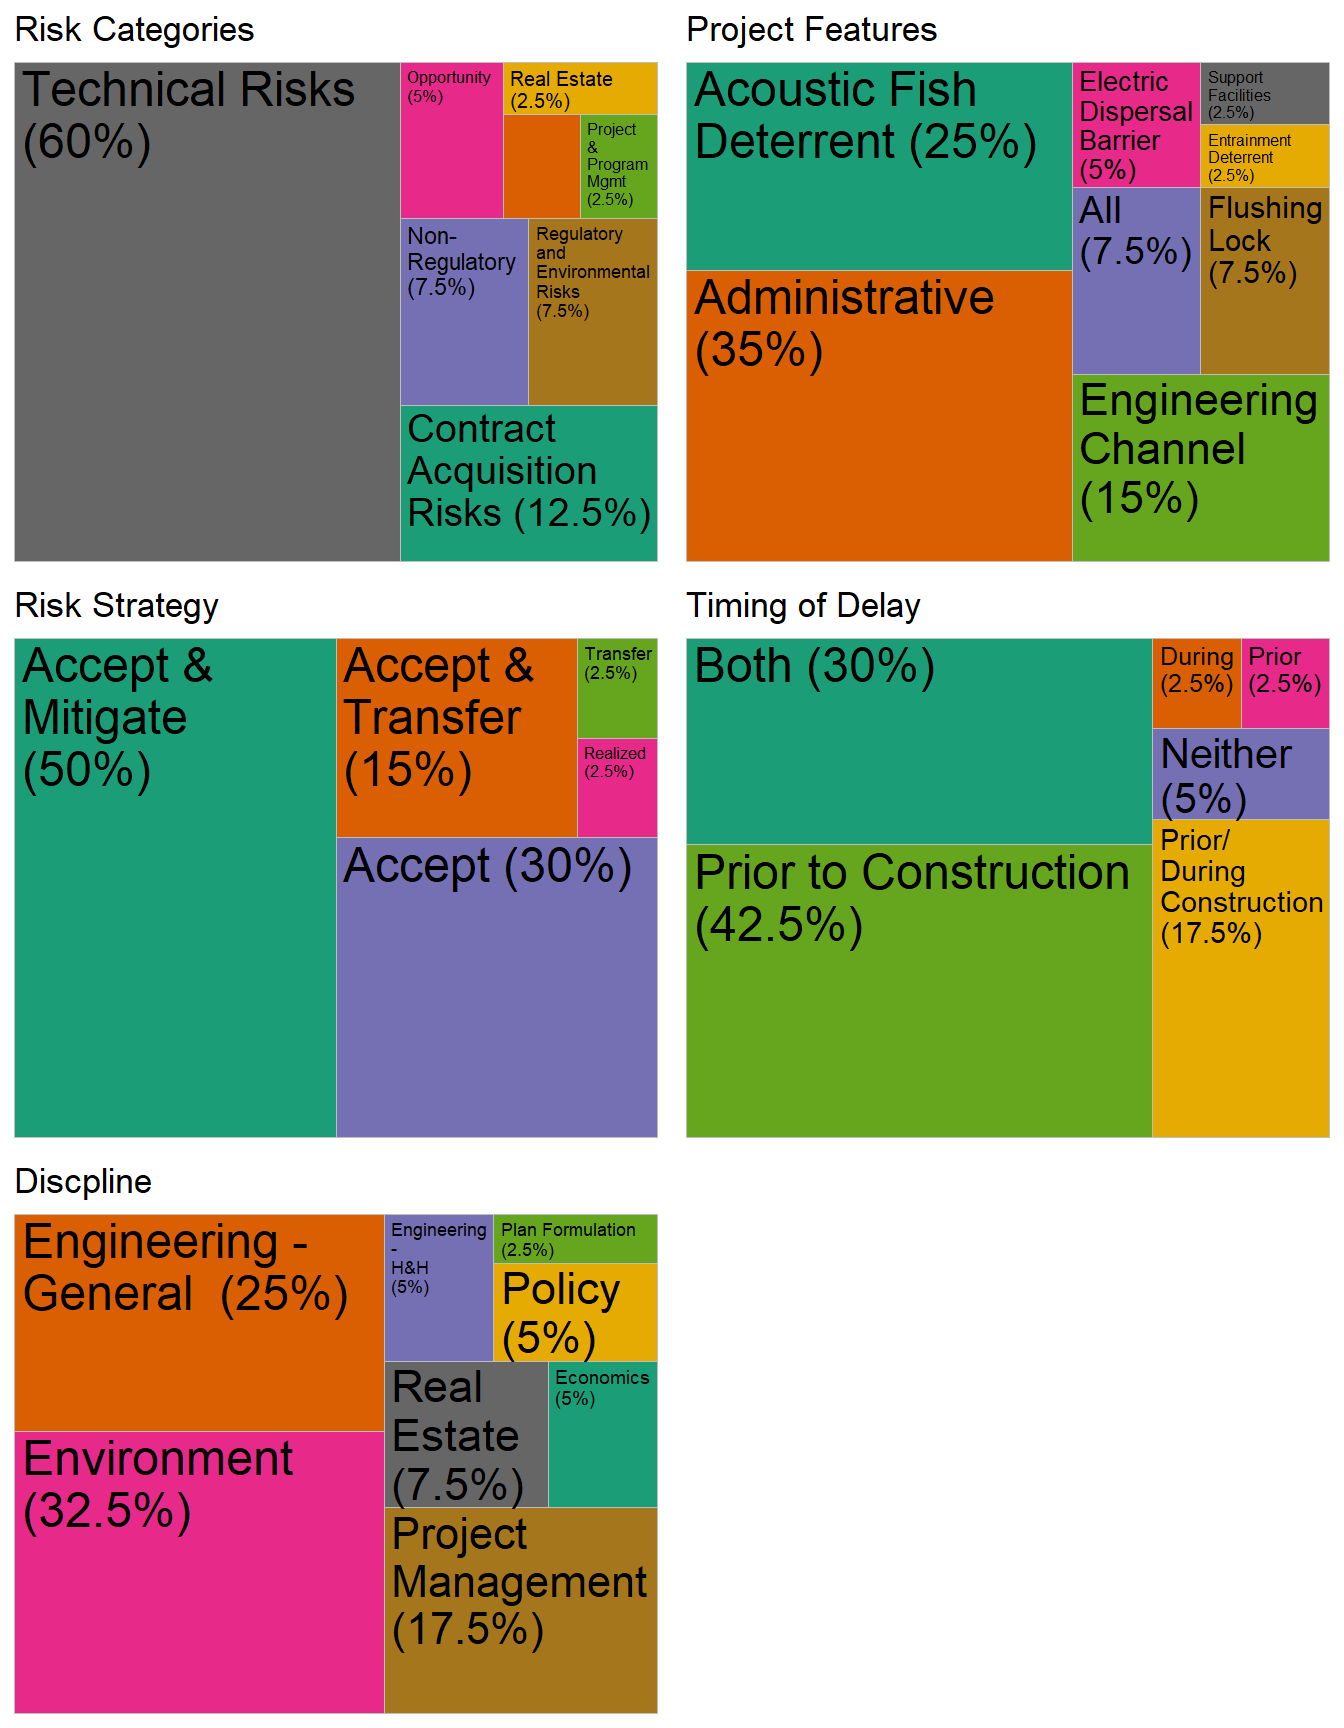 Risk Categories
Technical Risks
(60%)
Opportunity
(5%)
Real Estate
(2.5%)
Project
&
Program
Mgmt
(2.5%)
Non-
Regulatory
(7.5%)
Regulatory
and
Environmental
Risks
(7.5%)
Contract
Acquisition
Risks (12.5%)
Project Features
Acoustic Fish
Deterrent (25%)
Administrative
(35%)
Electric
Dispersal
Barrier
(5%)
Support
Facilities
(2.5%)
Entrainment
Deterrent
(2.5%)
All
(7.5%)
Flushing
Lock
(7.5%)
Engineering
Channel
(15%)
Risk Strategy
Accept &
Mitigate
(50%)
Accept &
Transfer
(15%)
Transfer
(2.5%)
Realized
(2.5%)
Accept (30%)
Timing of Delay
Both (30%)
Prior to Construction
(42.5%)
During
(2.5%)
Prior
(2.5%)
Neither
(5%)
Prior/
During
Construction
(17.5%)
Discpline
Engineering -
General  (25%)
Environment
(32.5%)
Engineering
-
H&H
(5%)
Plan Formulation
(2.5%)
Policy
(5%)
Real
Estate
(7.5%)
Economics
(5%)
Project
Management
(17.5%)